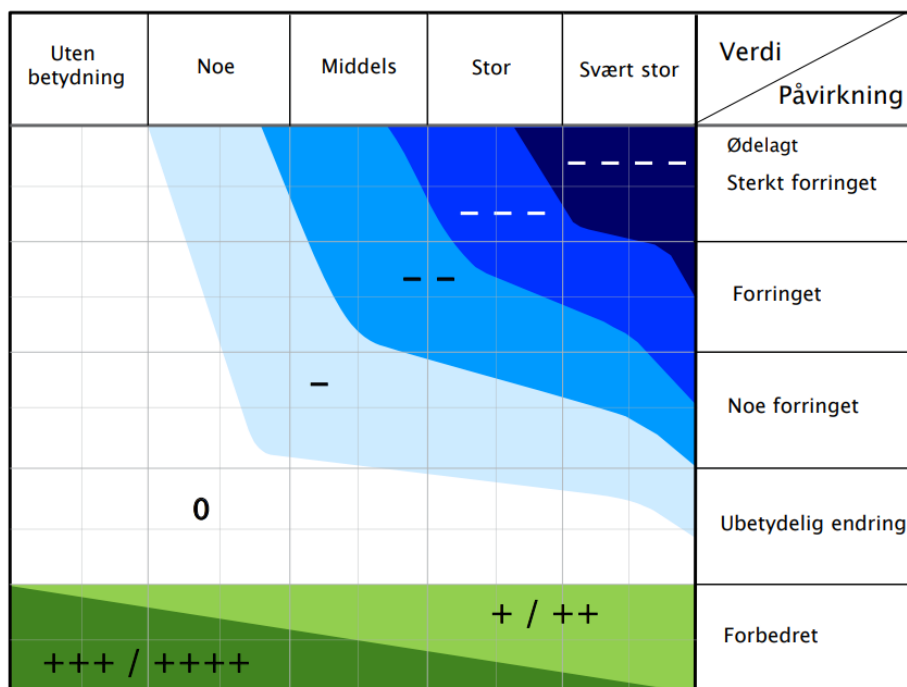 Uten
betydning
Noe
Middels
Stor
Svært stor
Verdi
Påvirkning
Ødelagt
Sterkt forringet
– – – –
– – –
– –
Forringet
–
Noe forringet
0
Ubetydelig endring
+ / ++
+++ / ++++
Forbedret